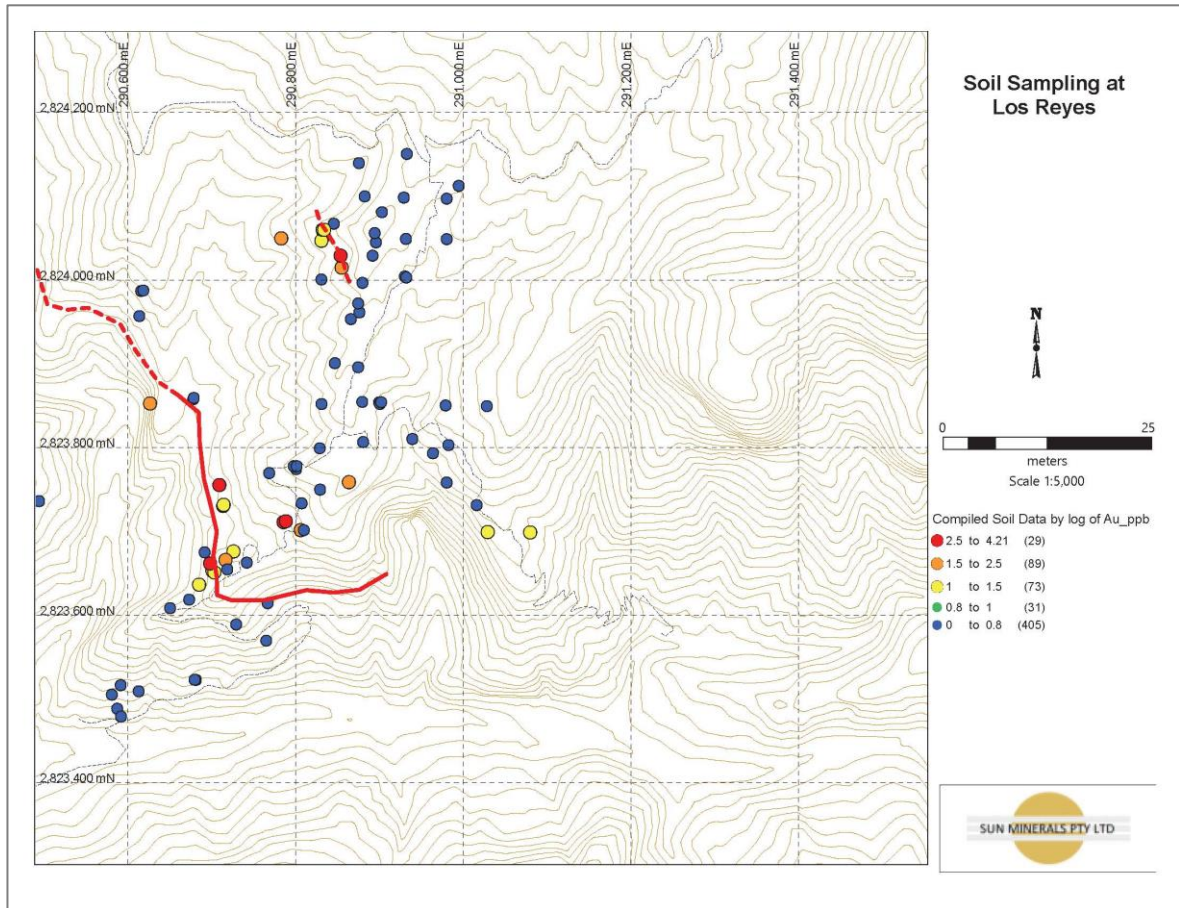 Soil Sampling at
Los Reyes
290.600 mE
290.800 mE
291.000 mE
291.200 mE
291.400 mE
2,824.200 mN
2,824.000 mN
2,823.800 mN
2,823.600 mN
2,823.400 mN
N
0 25
meters
Scale 1:5,000
Compiled Soil Data by log of Au_ppb
2.5 to 4.21 (29)
1.5 to 2.5 (89)
1 to 1.5 (73)
0.8 to 1 (31)
0 to 0.8 (405)
SUN MINERALS PTY LTD